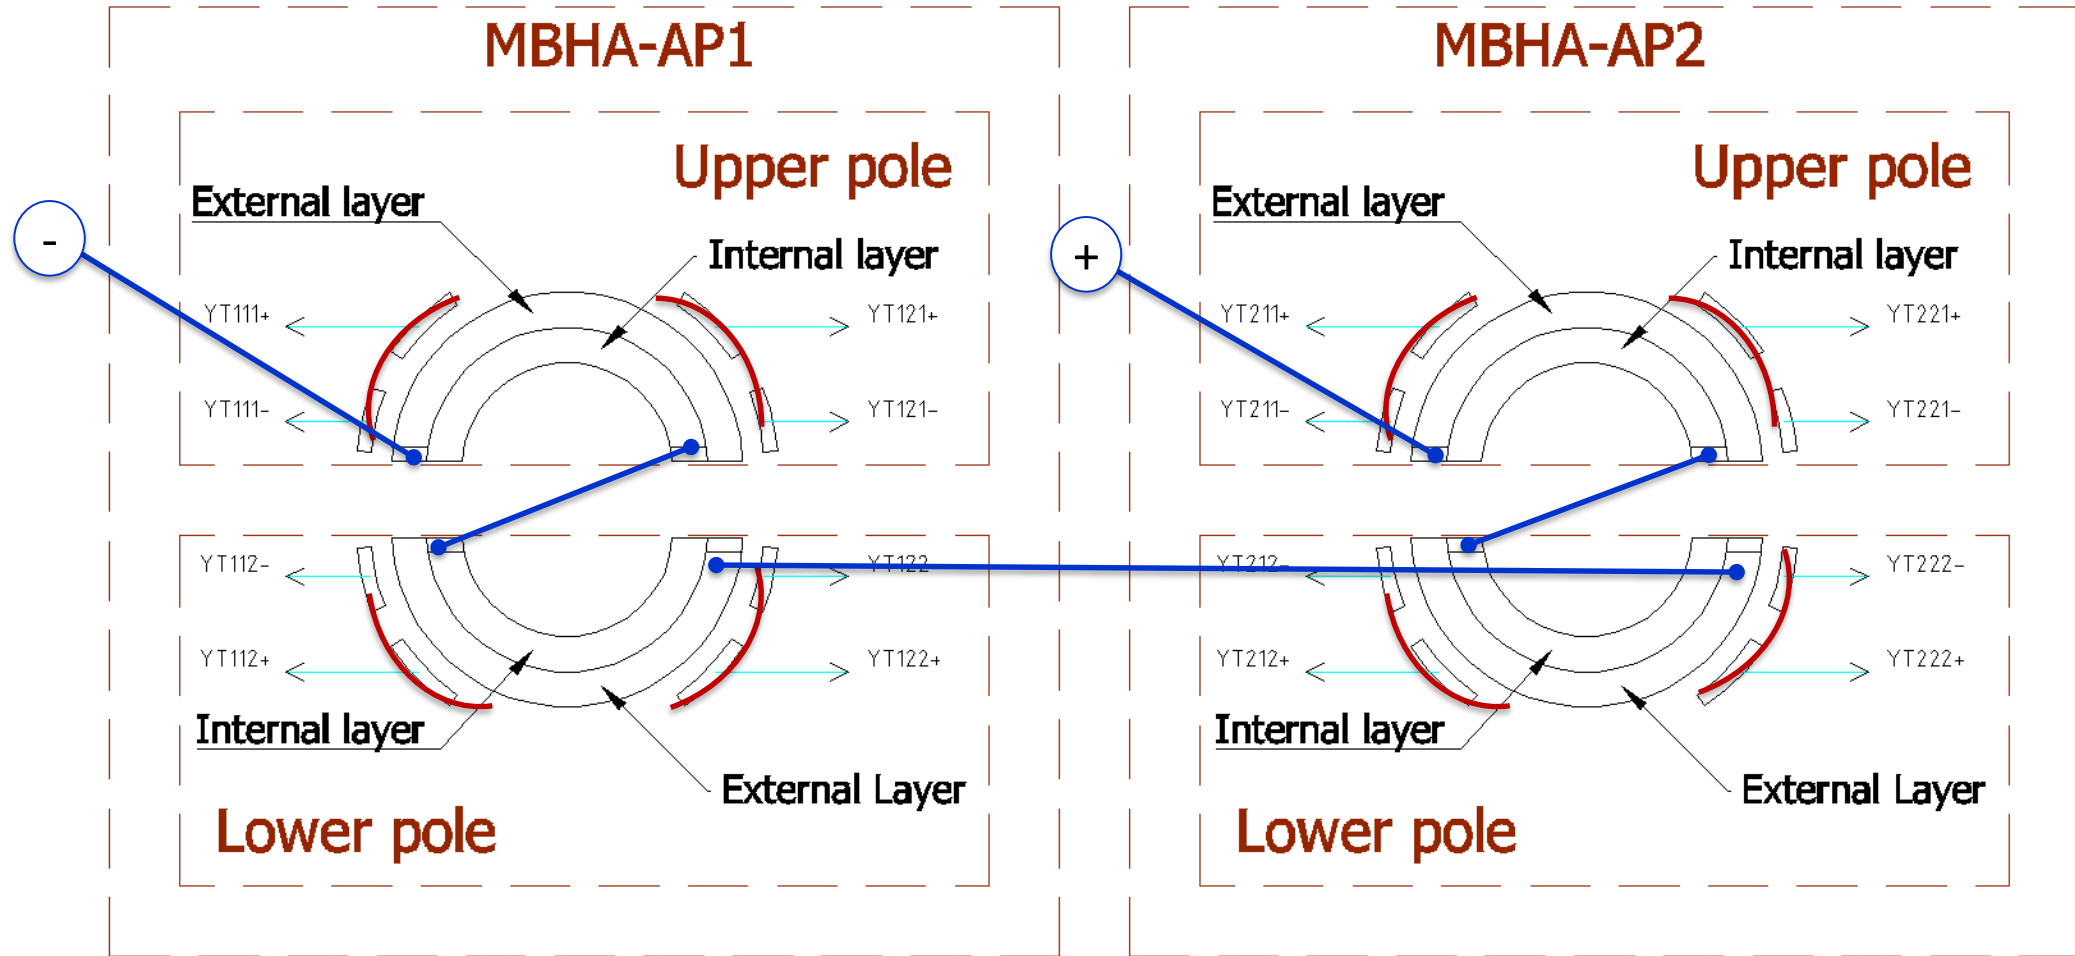 MBHA-AP1
Upper pole
External layer
-
Internal layer
YT111+
YT121+
YT111-
YT121-
YT112-
YT122-
YT112+
YT122+
Internal layer
External Layer
Lower pole
MBHA-AP2
Upper pole
External layer
+
Internal layer
YT211+
YT221+
YT211-
YT221-
YT212-
YT222-
YT212+
YT222+
Internal layer
External Layer
Lower pole